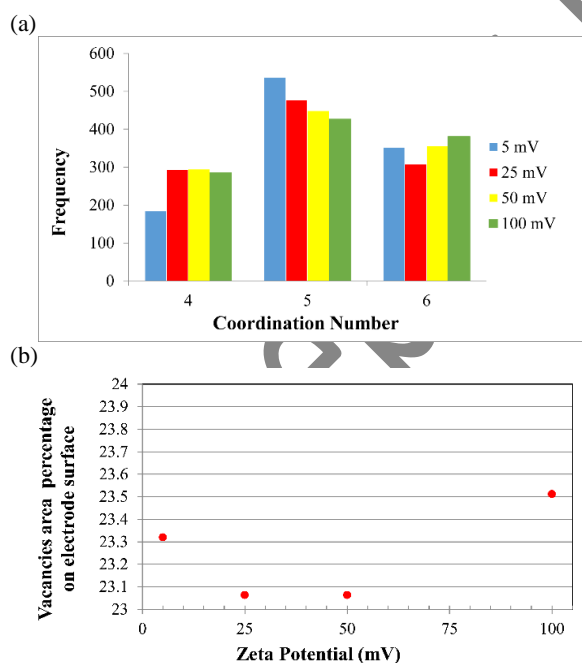 (a)
600
500
400
300
200
100
0
Frequency
4 5 6
Coordination Number
5 mV
25 mV
50 mV
100 mV
(b)
24
23.9
23.8
23.7
23.6
23.5
23.4
23.3
23.2
23.1
23
Vacancies area percentage
on electrode surface
0 25 50 75 100
Zeta Potential (mV)